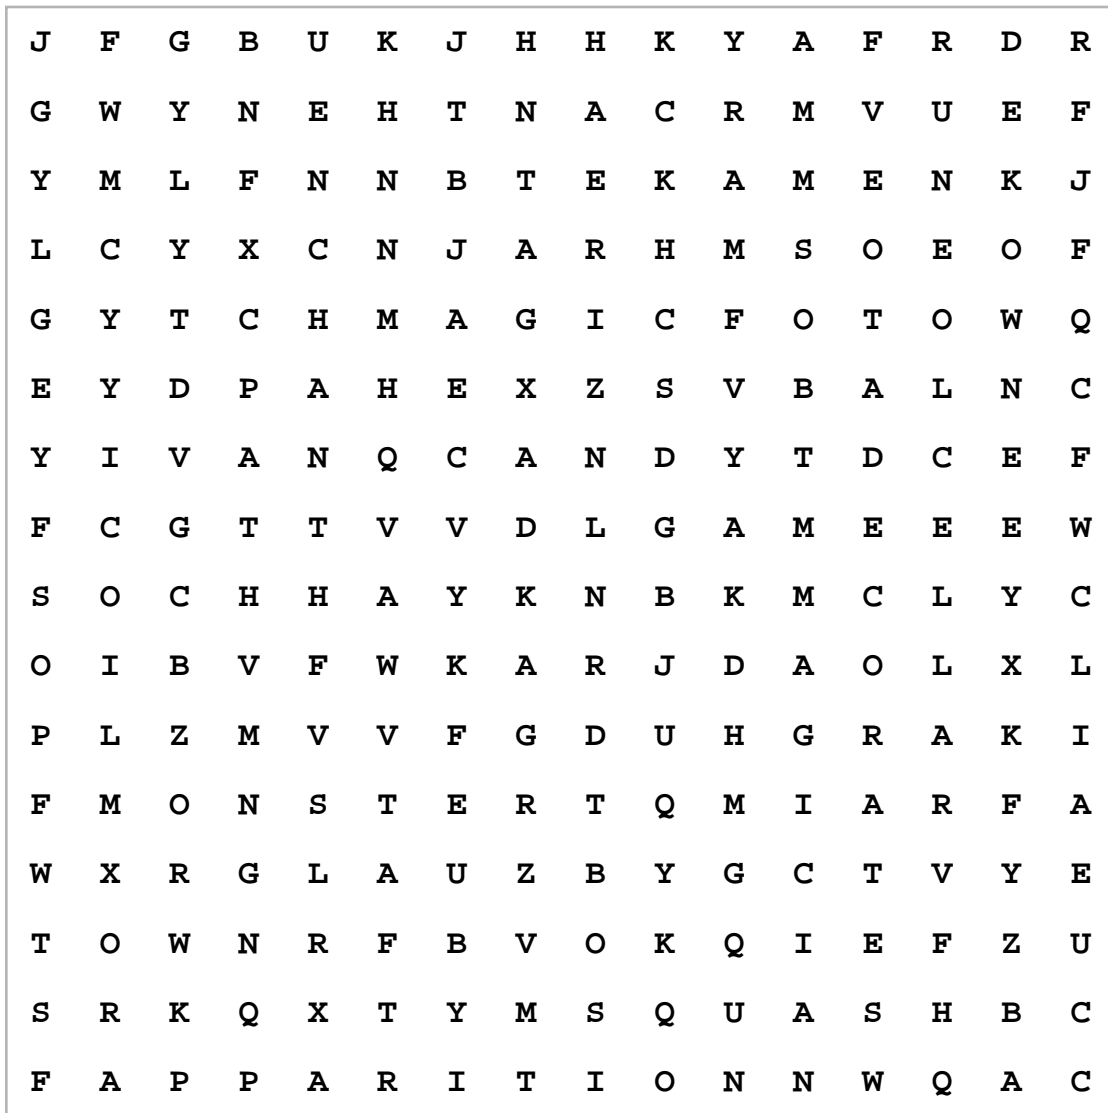 J F G B U K J H H K Y A F R D R
G W Y N E H T N A C R M V U E F
Y M L F N N B T E K A M E N K J
L C Y X C N J A R H M S O E O F
G Y T C H M A G I C F O T O W Q
E Y D P A H E X Z S V B A L N C
Y I V A N Q C A N D Y T D C E F
F C G T T V V D L G A M E E E W
S O C H H A Y K N B K M C L Y C
O I B V F W K A R J D A O L X L
P L Z M V V F G D U H G R A K I
F M O N S T E R T Q M I A R F A
W X R G L A U Z B Y G C T V Y E
T O W N R F B V O K Q I E F Z U
S R K Q X T Y M S Q U A S H B C
F A P P A R I T I O N N W Q A C